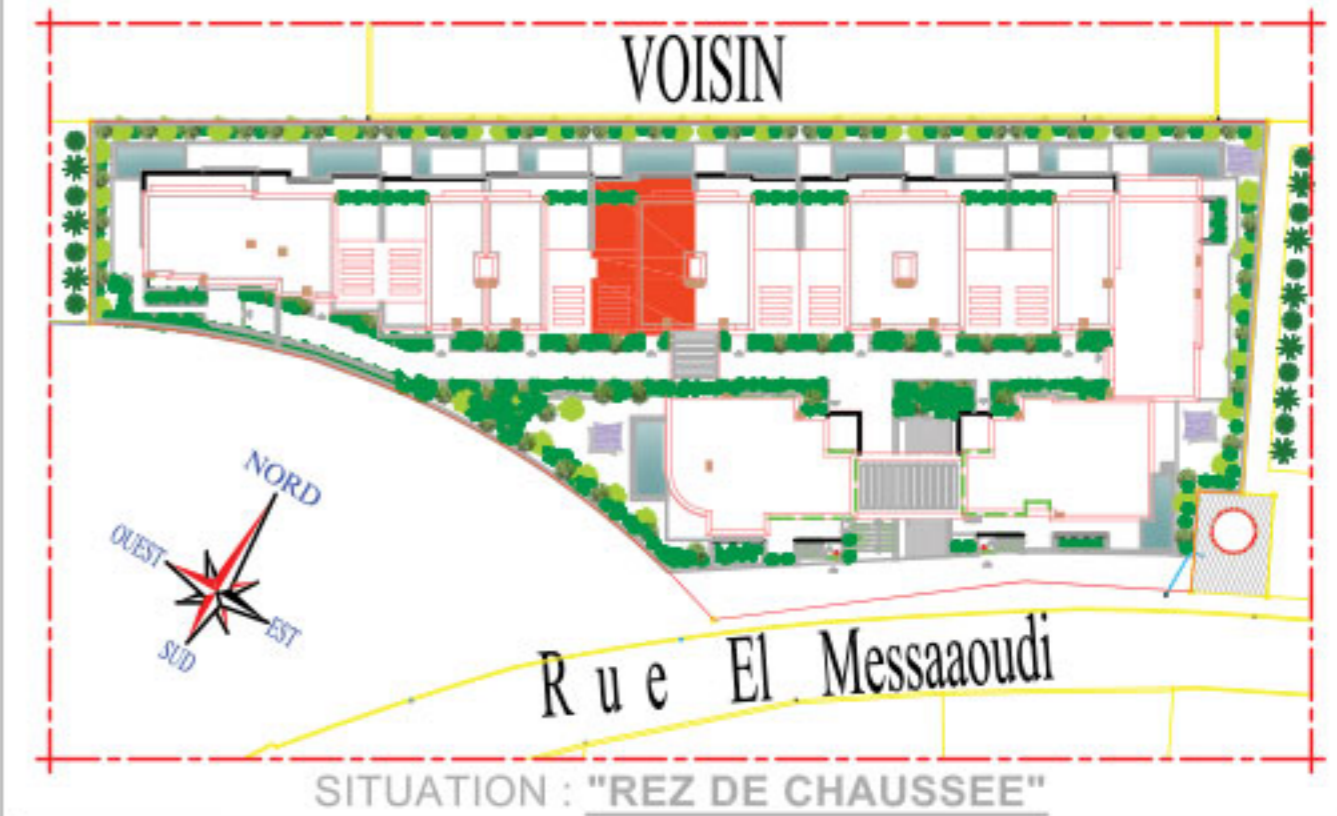 VOISIN
NORD
OUEST
EST
SUD
Rue El Messaaoudi
SITUATION : "REZ DE CHAUSSEE"